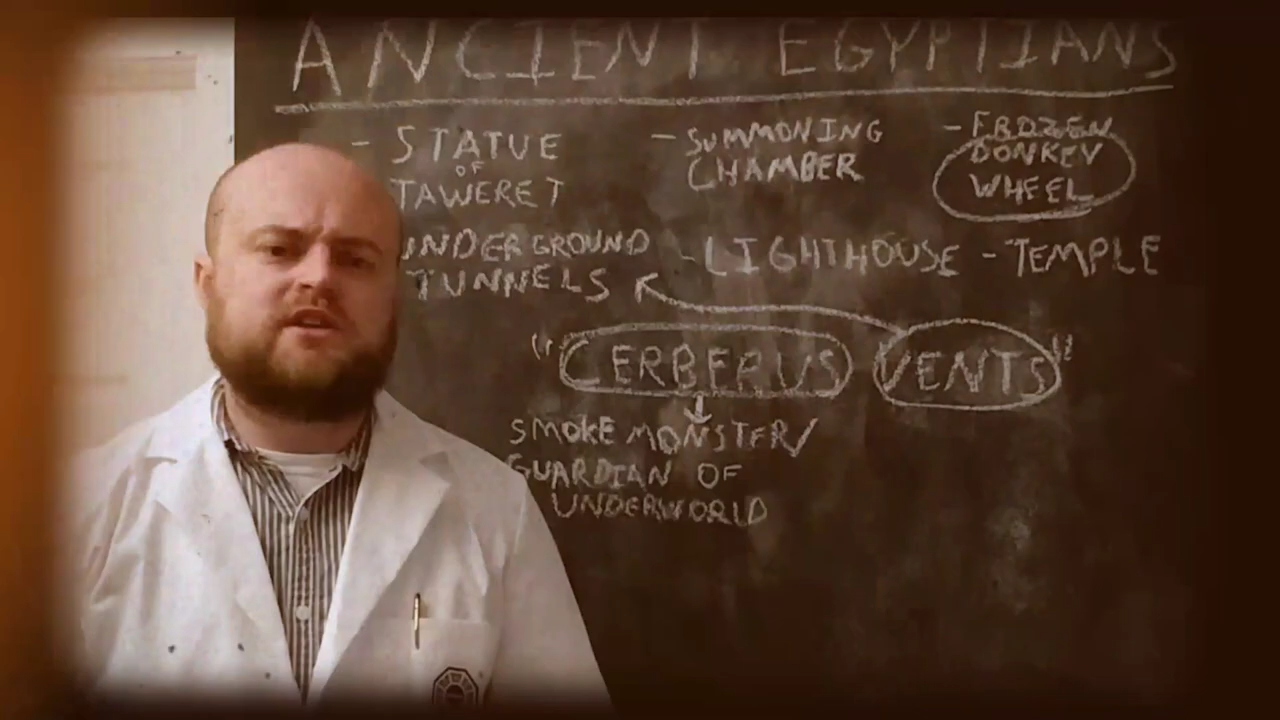 ANCIENT EGYPTIANS
- STATUE OF TAWERET
- SUMMONING CHAMBER
- FROZEN DONKEY WHEEL
UNDERGROUND TUNNELS
- LIGHTHOUSE
- TEMPLE
"CERBERUS VENTS"
SMOKE MONSTER/
GUARDIAN OF
UNDERWORLD